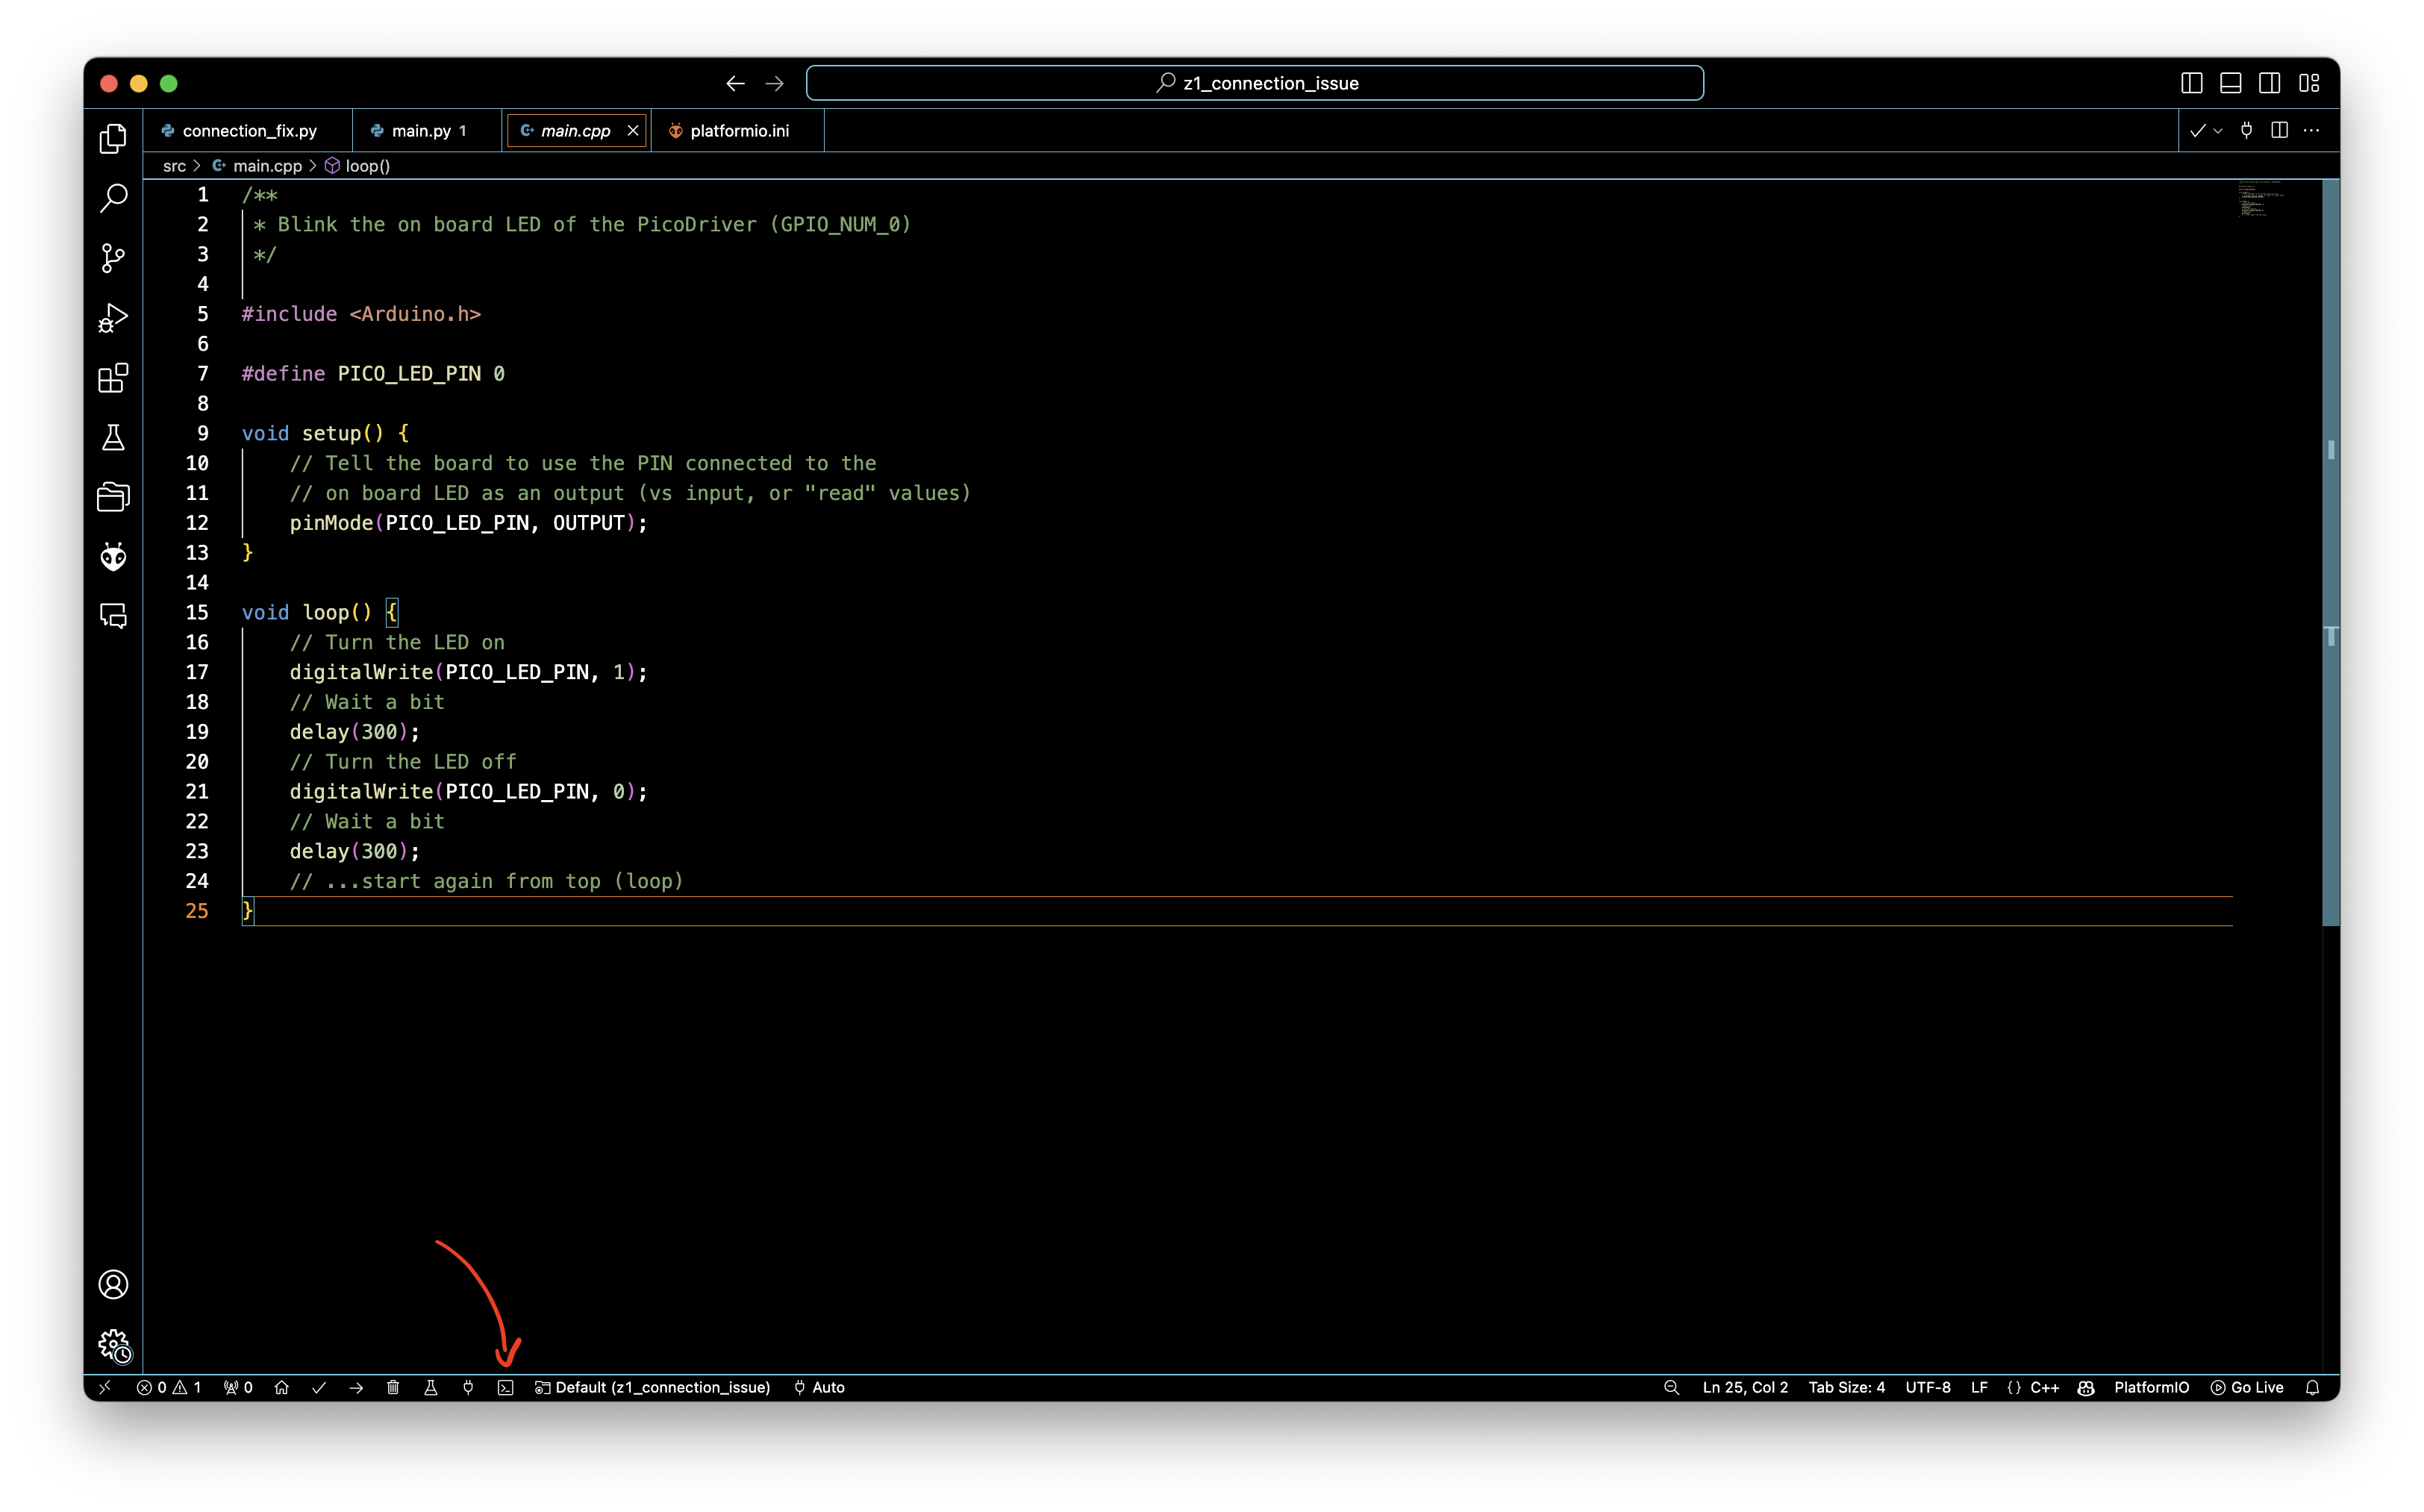 z1_connection_issue
connection_fix.py
main.py 1
main.cpp
platformio.ini
src > main.cpp > loop()
1 /**
2  * Blink the on board LED of the PicoDriver (GPIO_NUM_0)
3  */
4
5 #include <Arduino.h>
6
7 #define PICO_LED_PIN 0
8
9 void setup() {
10     // Tell the board to use the PIN connected to the
11     // on board LED as an output (vs input, or "read" values)
12     pinMode(PICO_LED_PIN, OUTPUT);
13 }
14
15 void loop() {
16     // Turn the LED on
17     digitalWrite(PICO_LED_PIN, 1);
18     // Wait a bit
19     delay(300);
20     // Turn the LED off
21     digitalWrite(PICO_LED_PIN, 0);
22     // Wait a bit
23     delay(300);
24     // ...start again from top (loop)
25 }
0 1 0 Default (z1_connection_issue) Auto Ln 25, Col 2 Tab Size: 4 UTF-8 LF {} C++ PlatformIO Go Live